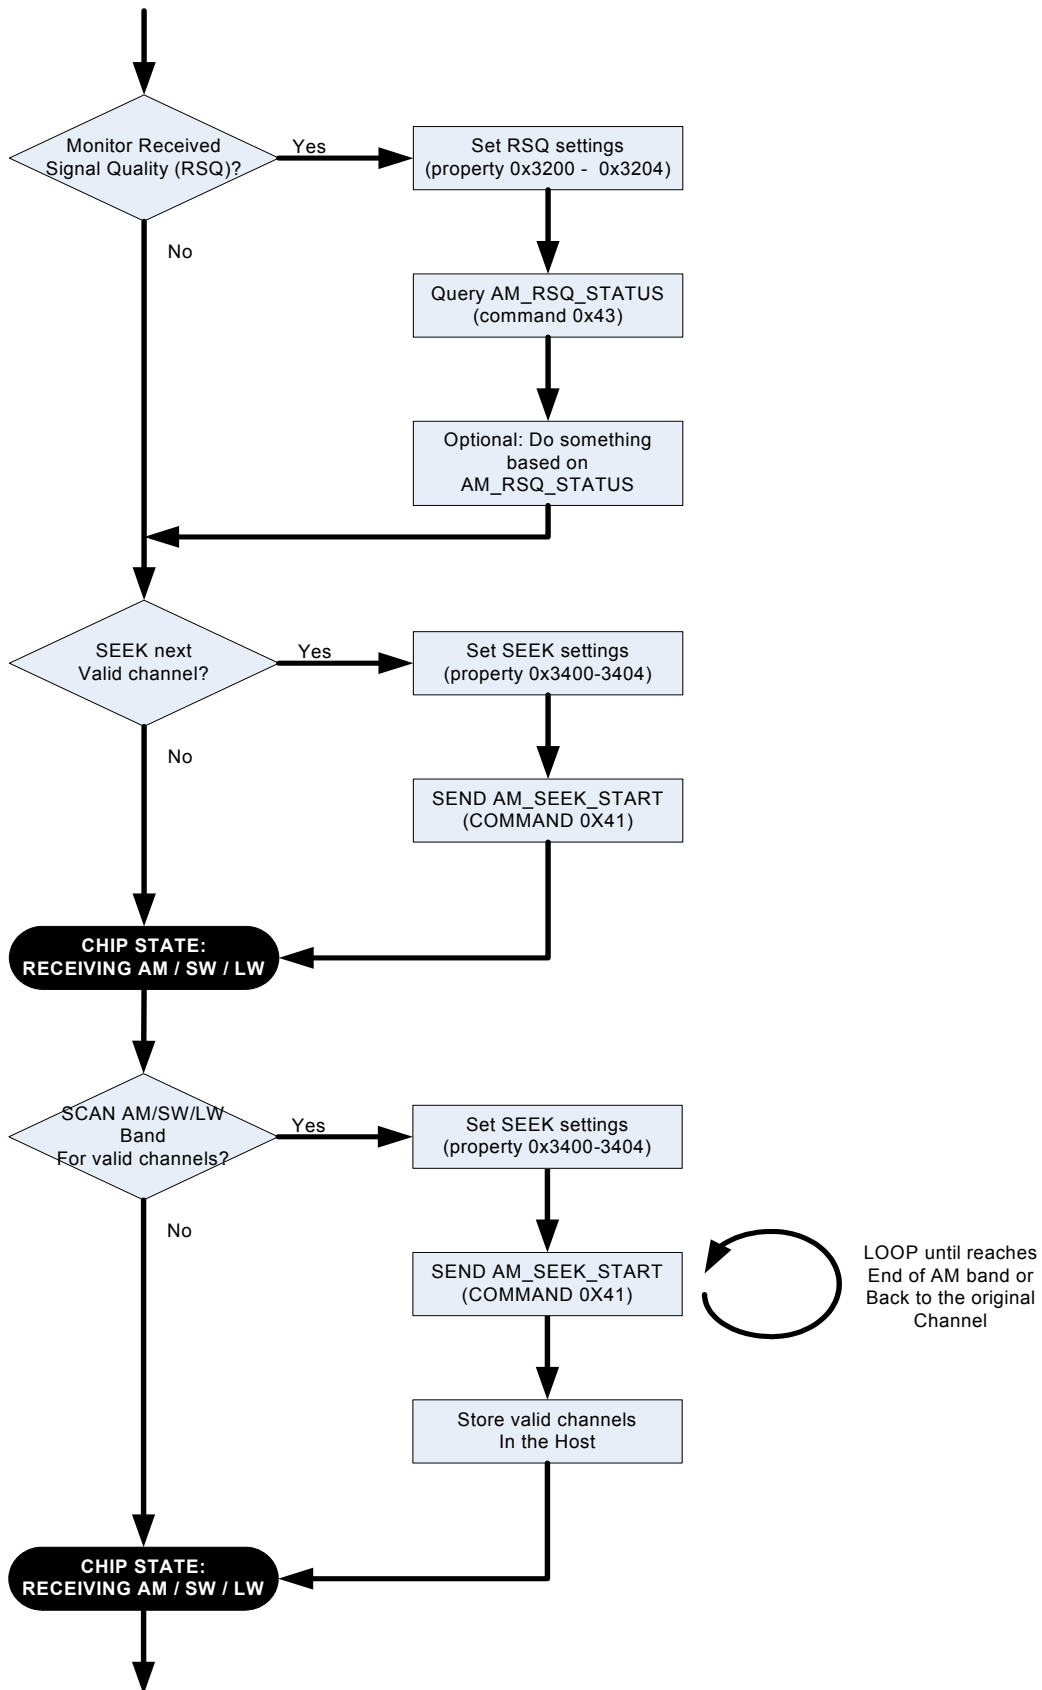 Monitor Received
Signal Quality (RSQ)?
Yes
Set RSQ settings
(property 0x3200 - 0x3204)
No
Query AM_RSQ_STATUS
(command 0x43)
Optional: Do something
based on
AM_RSQ_STATUS
SEEK next
Valid channel?
Yes
Set SEEK settings
(property 0x3400-3404)
No
SEND AM_SEEK_START
(COMMAND 0X41)
CHIP STATE:
RECEIVING AM / SW / LW
SCAN AM/SW/LW
Band
For valid channels?
Yes
Set SEEK settings
(property 0x3400-3404)
No
SEND AM_SEEK_START
(COMMAND 0X41)
LOOP until reaches
End of AM band or
Back to the original
Channel
Store valid channels
In the Host
CHIP STATE:
RECEIVING AM / SW / LW